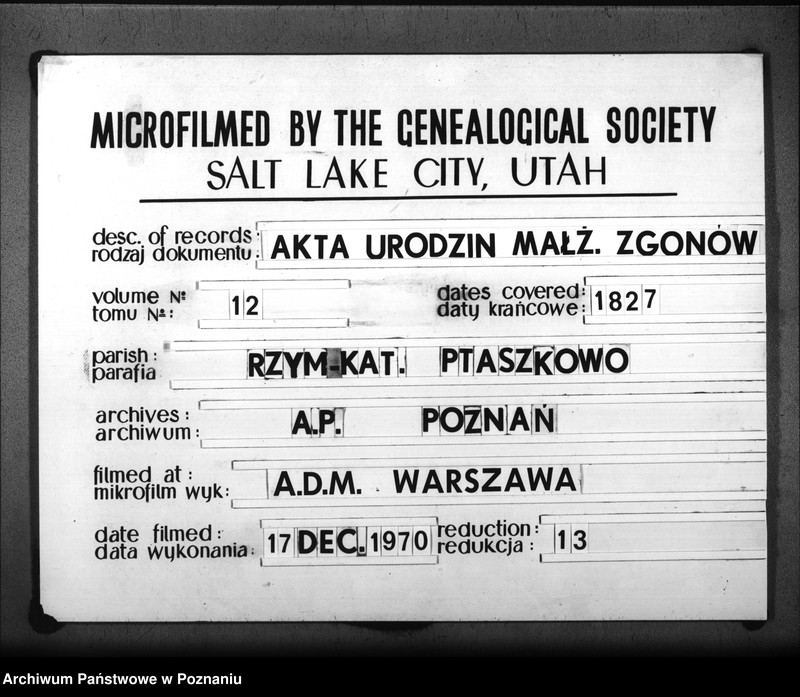 MICROFILMED BY THE GENEALOGICAL SOCIETY
SALT LAKE CITY, UTAH
desc. of records: AKTA URODZIN MAŁŻ. ZGONÓW
rodzaj dokumentu:
volume №: 12 dates covered: 1827
tomu №: daty krańcowe:
parish: RZYM-KAT. PTASZKOWO
parafia
archives: A.P. POZNAŃ
archiwum:
filmed at: A.D.M. WARSZAWA
mikrofilm wyk:
date filmed: 17 DEC. 1970 reduction: 13
data wykonania: redukcja:
Archiwum Państwowe w Poznaniu